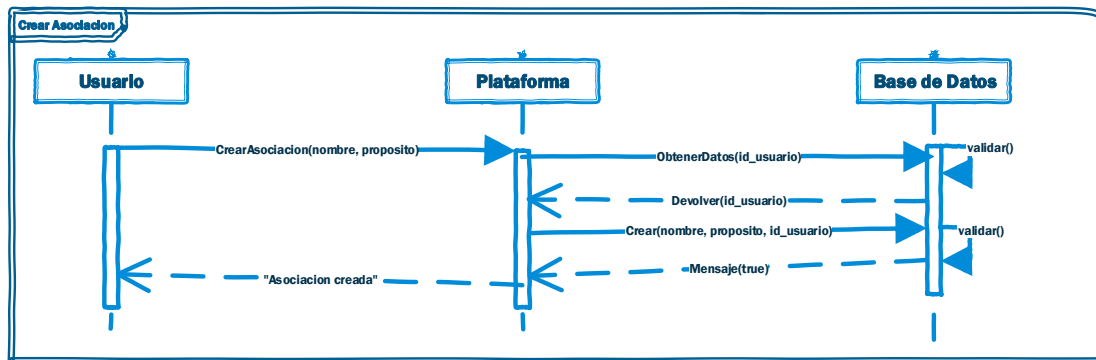 Crear Asociacion
Usuario
Plataforma
Base de Datos
CrearAsociacion(nombre, proposito)
ObtenerDatos(id_usuario)
validar()
Devolver(id_usuario)
Crear(nombre, proposito, id_usuario)
validar()
Mensaje(true)
"Asociacion creada"